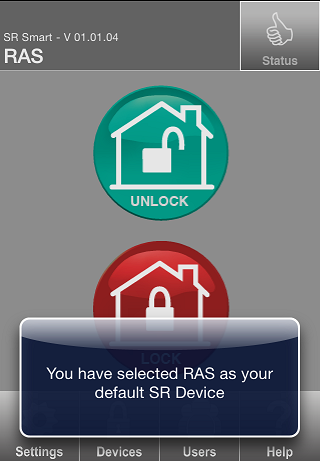 SR Smart - V 01.01.04
RAS
Status
UNLOCK
LOCK
You have selected RAS as your
default SR Device
Settings
Devices
Users
Help